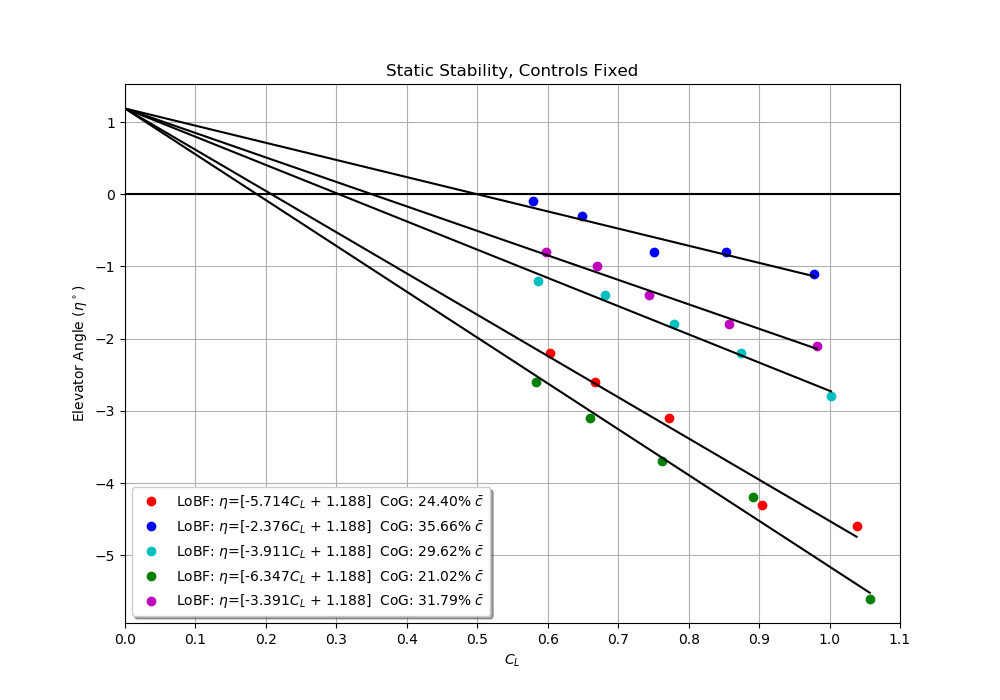 Static Stability, Controls Fixed
Elevator Angle (η°)
1
0
−1
−2
−3
−4
−5
LoBF: η=[-5.714C_L + 1.188]  CoG: 24.40% c̄
LoBF: η=[-2.376C_L + 1.188]  CoG: 35.66% c̄
LoBF: η=[-3.911C_L + 1.188]  CoG: 29.62% c̄
LoBF: η=[-6.347C_L + 1.188]  CoG: 21.02% c̄
LoBF: η=[-3.391C_L + 1.188]  CoG: 31.79% c̄
0.0 0.1 0.2 0.3 0.4 0.5 0.6 0.7 0.8 0.9 1.0 1.1
C_L